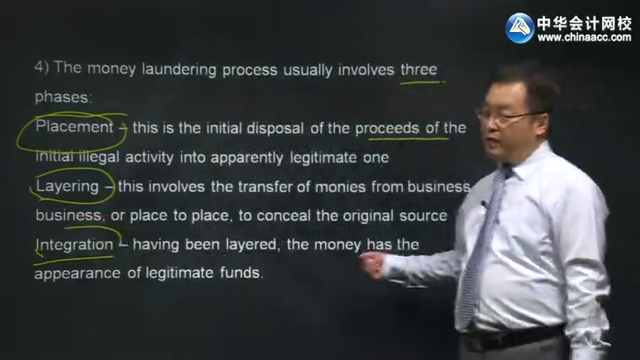 中华会计网校
www.chinaacc.com
4) The money laundering process usually involves three
phases:
Placement – this is the initial disposal of the proceeds of the
initial illegal activity into apparently legitimate one
Layering – this involves the transfer of monies from business
business, or place to place, to conceal the original source
Integration – having been layered, the money has the
appearance of legitimate funds.